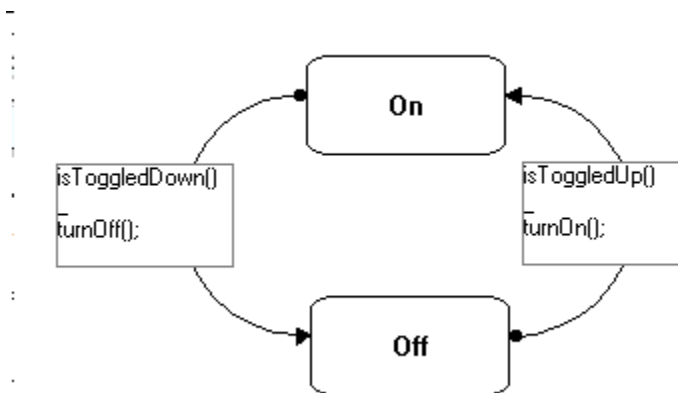 On
isToggledDown()
_
turnOff();
isToggledUp()
_
turnOn();
Off